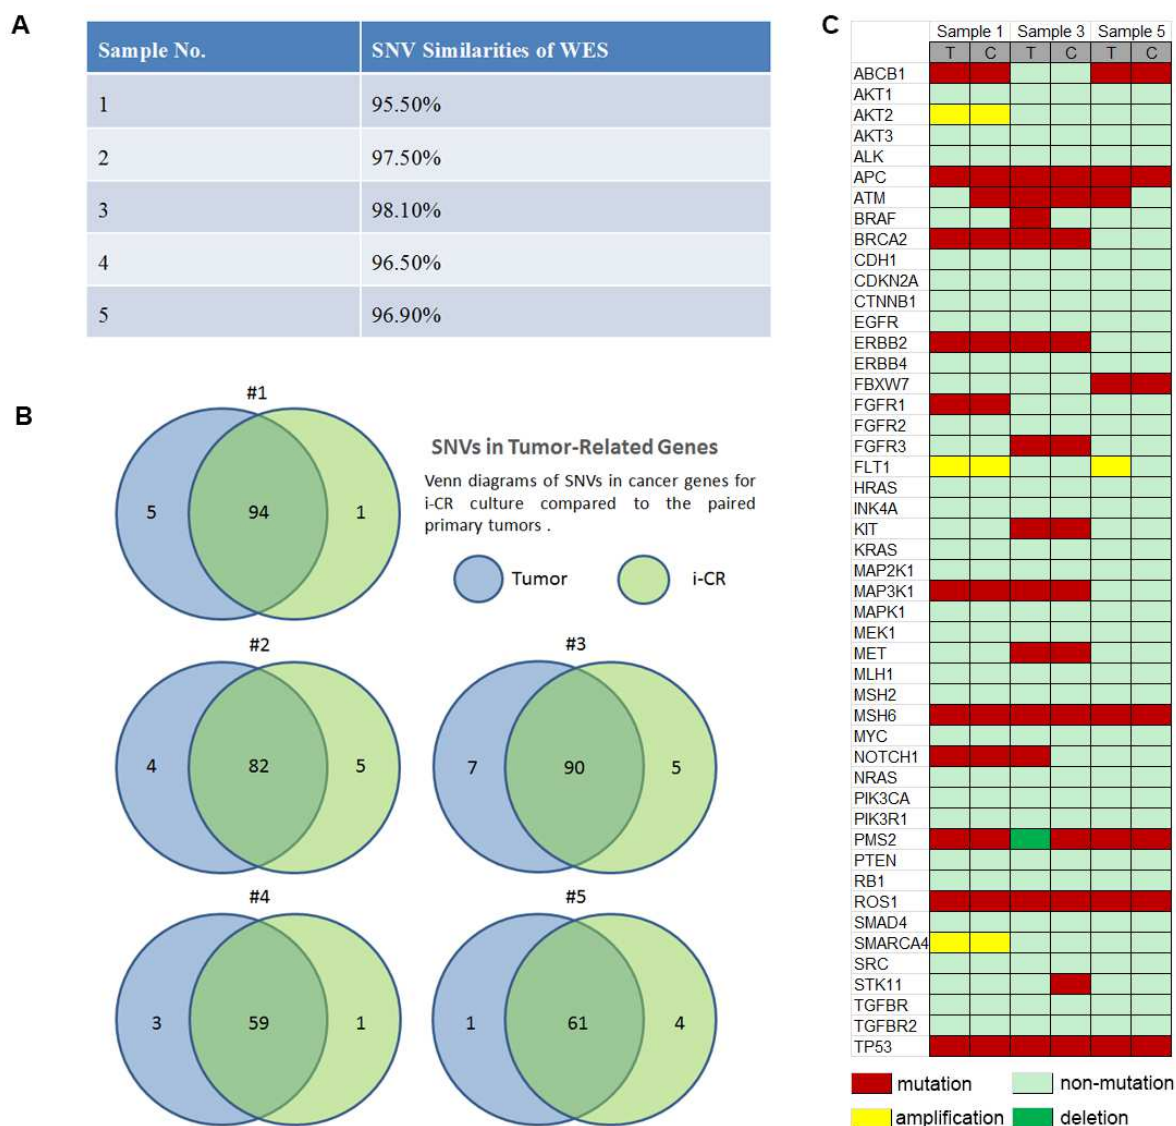 A
Sample No. SNV Similarities of WES
1 95.50%
2 97.50%
3 98.10%
4 96.50%
5 96.90%
B
#1
5 94 1
SNVs in Tumor-Related Genes
Venn diagrams of SNVs in cancer genes for
i-CR culture compared to the paired
primary tumors .
Tumor i-CR
#2
4 82 5
#3
7 90 5
#4
3 59 1
#5
1 61 4
C
Sample 1 Sample 3 Sample 5
T C T C T C
ABCB1
AKT1
AKT2
AKT3
ALK
APC
ATM
BRAF
BRCA2
CDH1
CDKN2A
CTNNB1
EGFR
ERBB2
ERBB4
FBXW7
FGFR1
FGFR2
FGFR3
FLT1
HRAS
INK4A
KIT
KRAS
MAP2K1
MAP3K1
MAPK1
MEK1
MET
MLH1
MSH2
MSH6
MYC
NOTCH1
NRAS
PIK3CA
PIK3R1
PMS2
PTEN
RB1
ROS1
SMAD4
SMARCA4
SRC
STK11
TGFBR
TGFBR2
TP53
mutation non-mutation
amplification deletion